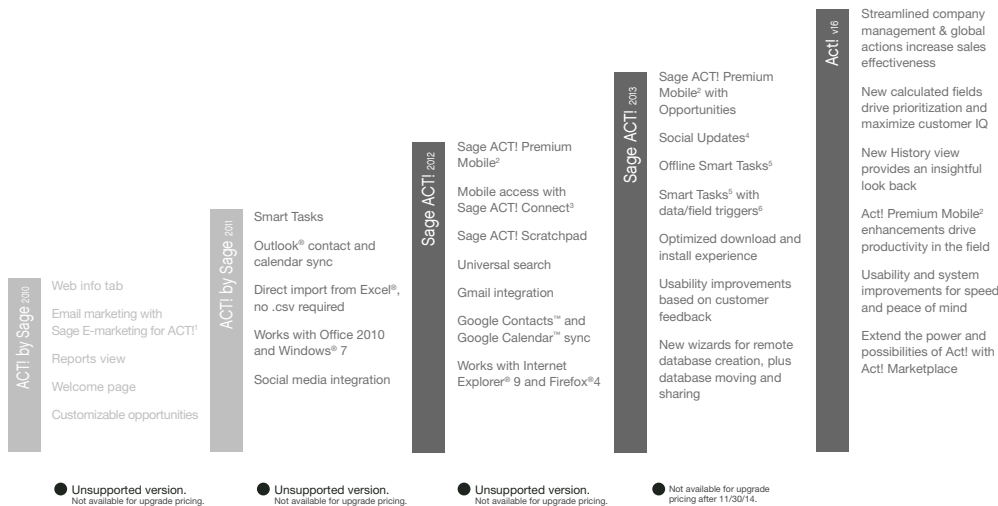 ACT! by Sage 2010
Web info tab
Email marketing with
Sage E-marketing for ACT!¹
Reports view
Welcome page
Customizable opportunities
Unsupported version.
Not available for upgrade pricing.
ACT! by Sage 2011
Smart Tasks
Outlook® contact and
calendar sync
Direct import from Excel®,
no .csv required
Works with Office 2010
and Windows® 7
Social media integration
Unsupported version.
Not available for upgrade pricing.
Sage ACT! 2012
Sage ACT! Premium
Mobile²
Mobile access with
Sage ACT! Connect³
Sage ACT! Scratchpad
Universal search
Gmail integration
Google Contacts™ and
Google Calendar™ sync
Works with Internet
Explorer® 9 and Firefox®4
Unsupported version.
Not available for upgrade pricing.
Sage ACT! 2013
Sage ACT! Premium
Mobile² with
Opportunities
Social Updates⁴
Offline Smart Tasks⁵
Smart Tasks⁵ with
data/field triggers⁶
Optimized download and
install experience
Usability improvements
based on customer
feedback
New wizards for remote
database creation, plus
database moving and
sharing
Not available for upgrade
pricing after 11/30/14.
Act! v16
Streamlined company
management & global
actions increase sales
effectiveness
New calculated fields
drive prioritization and
maximize customer IQ
New History view
provides an insightful
look back
Act! Premium Mobile²
enhancements drive
productivity in the field
Usability and system
improvements for speed
and peace of mind
Extend the power and
possibilities of Act! with
Act! Marketplace